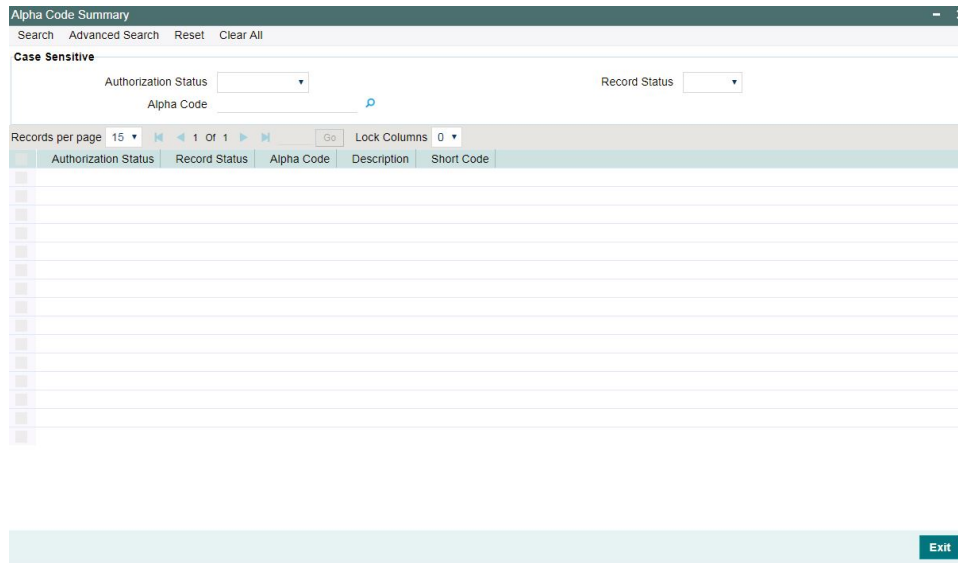 Alpha Code Summary
Search Advanced Search Reset Clear All
Case Sensitive
Authorization Status Record Status
Alpha Code
Records per page 15 1 Of 1 Go Lock Columns 0
Authorization Status Record Status Alpha Code Description Short Code
Exit